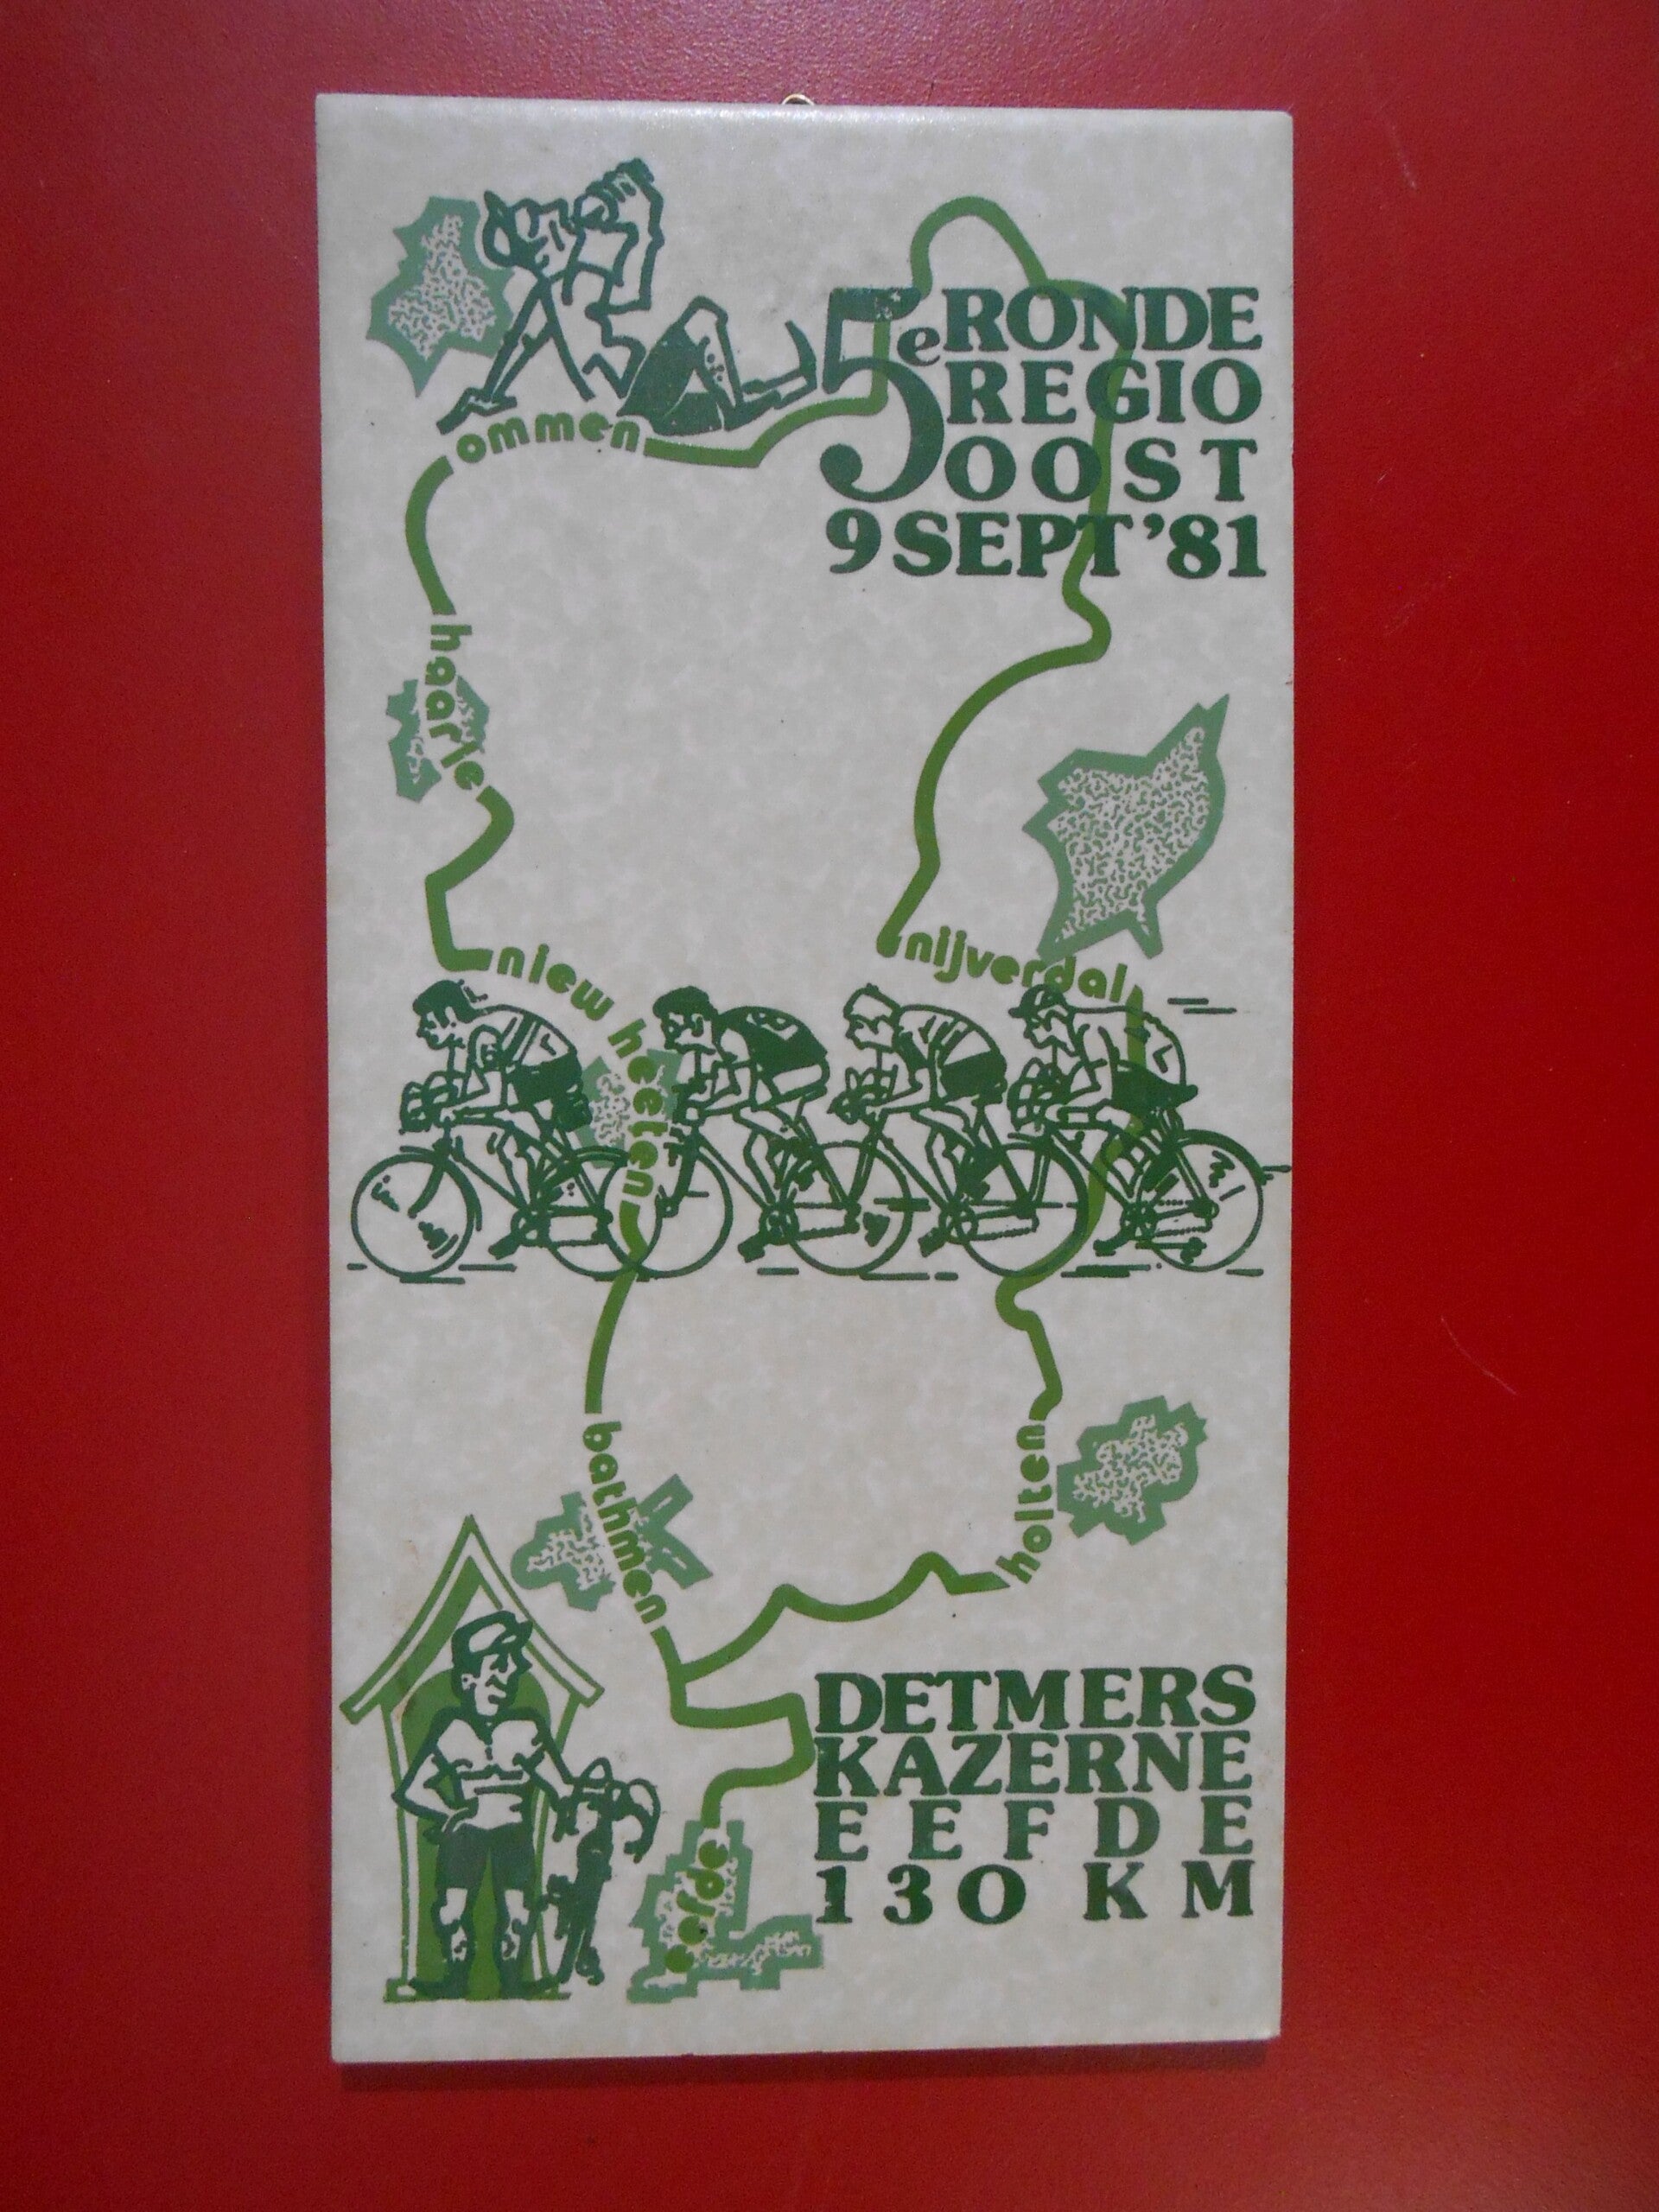 5e RONDE
REGIO
OOST
9 SEPT '81
ommen
haarle
nijverdal
niew heeten
bathmen
holten
DETMERS
KAZERNE
EEFDE
130 KM
eefde